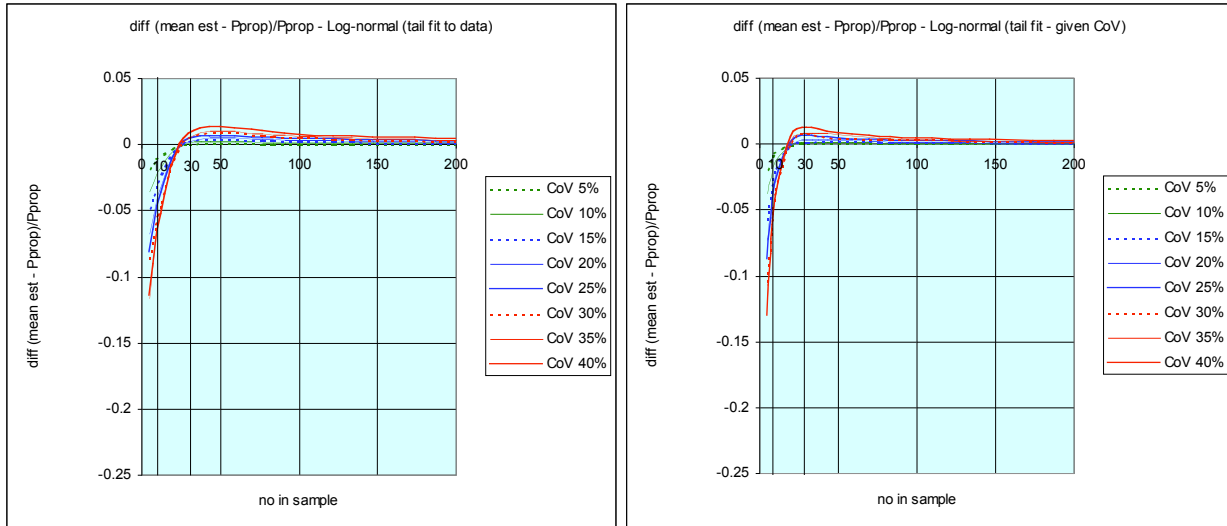 diff (mean est - Pprop)/Pprop - Log-normal (tail fit to data)
0.05
0
-0.05
-0.1
-0.15
-0.2
-0.25
0 10 30 50 100 150 200
diff (mean est - Pprop)/Pprop
no in sample
CoV 5%
CoV 10%
CoV 15%
CoV 20%
CoV 25%
CoV 30%
CoV 35%
CoV 40%
diff (mean est - Pprop)/Pprop - Log-normal (tail fit - given CoV)
0.05
0
-0.05
-0.1
-0.15
-0.2
-0.25
0 10 30 50 100 150 200
diff (mean est - Pprop)/Pprop
no in sample
CoV 5%
CoV 10%
CoV 15%
CoV 20%
CoV 25%
CoV 30%
CoV 35%
CoV 40%